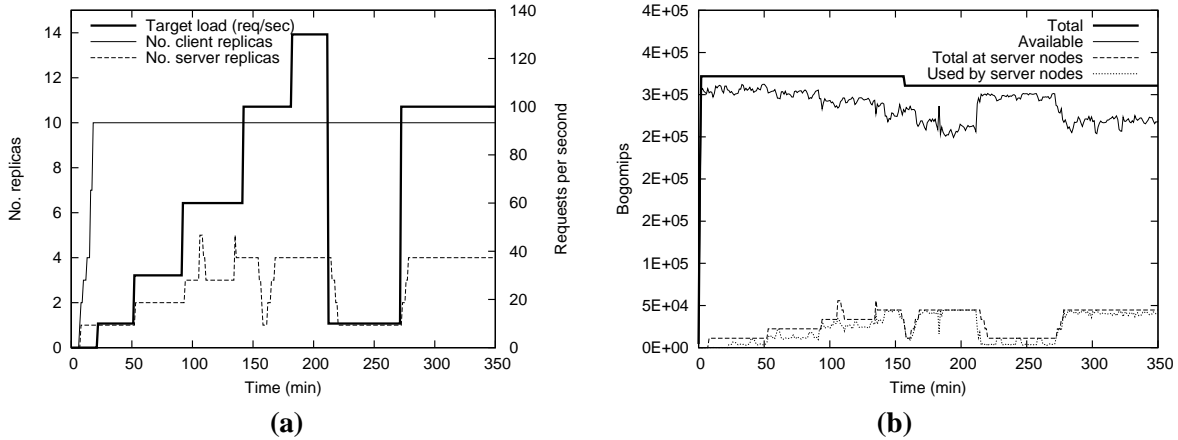 Target load (req/sec)
No. client replicas
No. server replicas
14
12
10
8
6
4
2
0
No. replicas
140
120
100
80
60
40
20
0
Requests per second
0 50 100 150 200 250 300 350
Time (min)
(a)
Total
Available
Total at server nodes
Used by server nodes
4E+05
4E+05
3E+05
3E+05
2E+05
2E+05
2E+05
1E+05
5E+04
0E+00
Bogomips
0 50 100 150 200 250 300 350
Time (min)
(b)